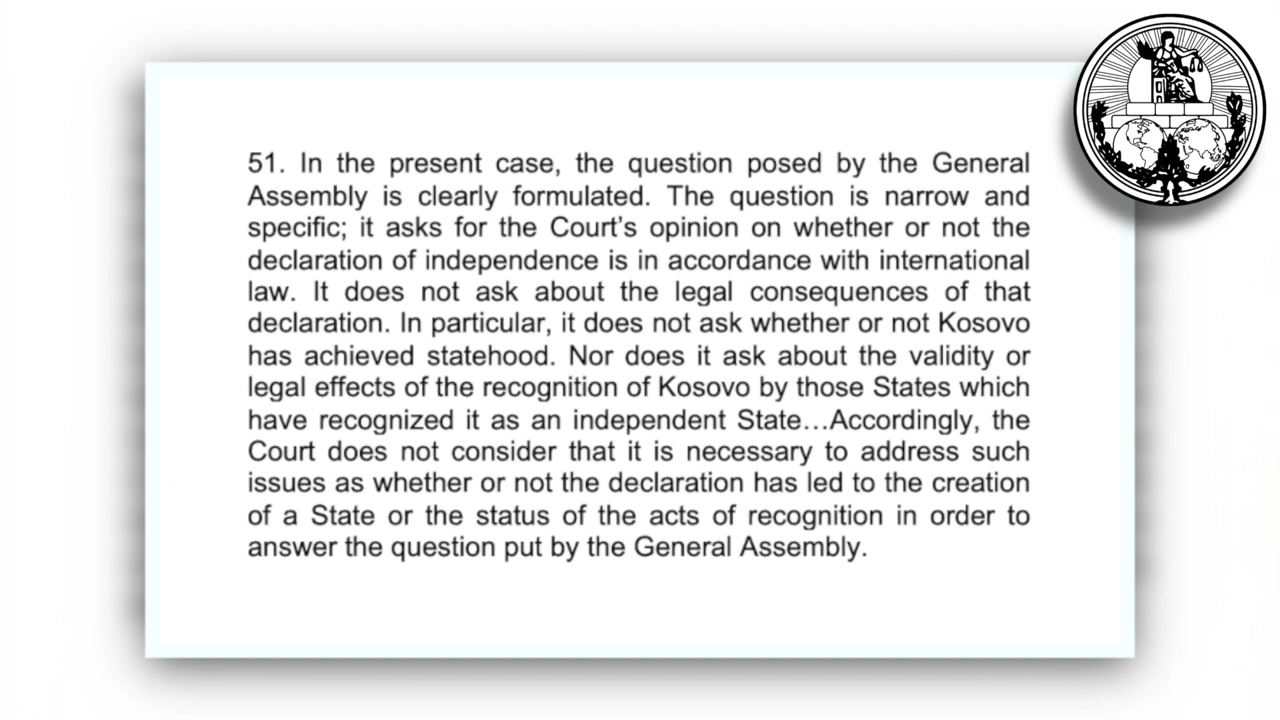 51. In the present case, the question posed by the General
Assembly is clearly formulated. The question is narrow and
specific; it asks for the Court’s opinion on whether or not the
declaration of independence is in accordance with international
law. It does not ask about the legal consequences of that
declaration. In particular, it does not ask whether or not Kosovo
has achieved statehood. Nor does it ask about the validity or
legal effects of the recognition of Kosovo by those States which
have recognized it as an independent State…Accordingly, the
Court does not consider that it is necessary to address such
issues as whether or not the declaration has led to the creation
of a State or the status of the acts of recognition in order to
answer the question put by the General Assembly.